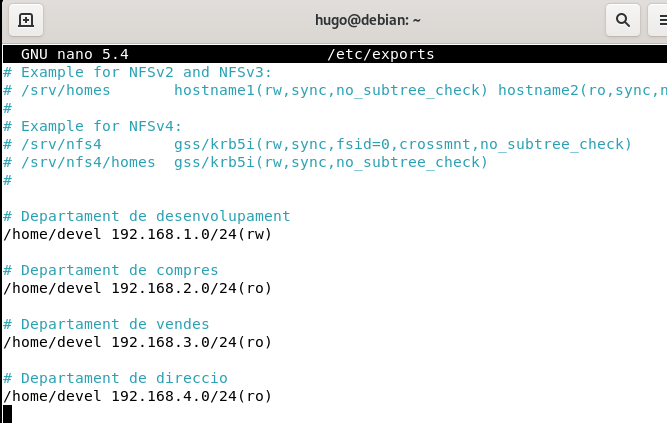 hugo@debian: ~
GNU nano 5.4 /etc/exports
# Example for NFSv2 and NFSv3:
# /srv/homes hostname1(rw,sync,no_subtree_check) hostname2(ro,sync,n
#
# Example for NFSv4:
# /srv/nfs4 gss/krb5i(rw,sync,fsid=0,crossmnt,no_subtree_check)
# /srv/nfs4/homes gss/krb5i(rw,sync,no_subtree_check)
#
# Departament de desenvolupament
/home/devel 192.168.1.0/24(rw)
# Departament de compres
/home/devel 192.168.2.0/24(ro)
# Departament de vendes
/home/devel 192.168.3.0/24(ro)
# Departament de direccio
/home/devel 192.168.4.0/24(ro)